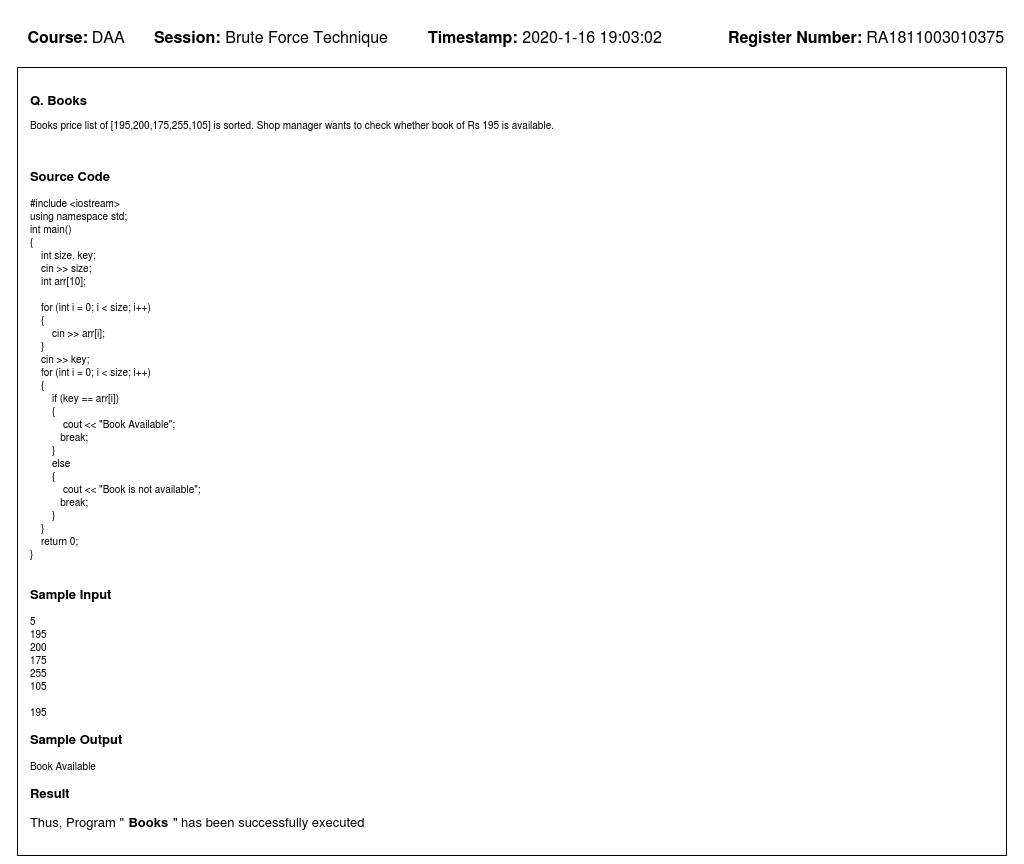 Course: DAA Session: Brute Force Technique Timestamp: 2020-1-16 19:03:02 Register Number: RA1811003010375
Q. Books
Books price list of [195,200,175,255,105] is sorted. Shop manager wants to check whether book of Rs 195 is available.
Source Code
#include <iostream>
using namespace std;
int main()
{
    int size, key;
    cin >> size;
    int arr[10];
    for (int i = 0; i < size; i++)
    {
        cin >> arr[i];
    }
    cin >> key;
    for (int i = 0; i < size; i++)
    {
        if (key == arr[i])
        {
            cout << "Book Available";
           break;
        }
        else
        {
            cout << "Book is not available";
           break;
        }
    }
    return 0;
}
Sample Input
5
195
200
175
255
105
195
Sample Output
Book Available
Result
Thus, Program " Books " has been successfully executed